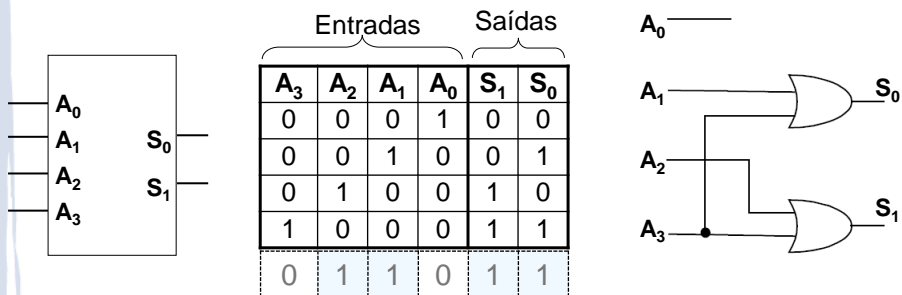 A₀
A₁
A₂
A₃
S₀
S₁
Entradas Saídas
A₃ A₂ A₁ A₀ S₁ S₀
0 0 0 1 0 0
0 0 1 0 0 1
0 1 0 0 1 0
1 0 0 0 1 1
0 1 1 0 1 1
A₀
A₁
A₂
A₃
S₀
S₁